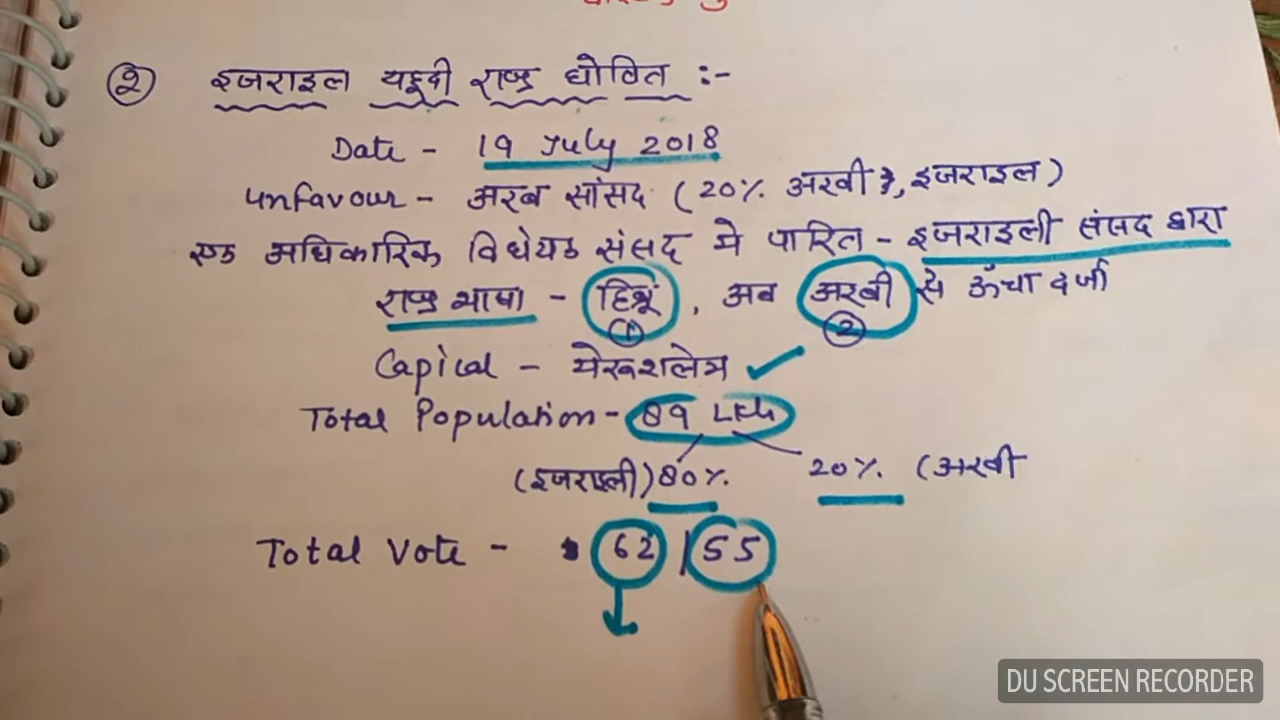 ② इजराइल यहूदी राष्ट्र घोषित :-
Date - 19 July 2018
unfavour - अरब सांसद (20% अरबी है, इजराइल)
एक अधिकारिक विधेयक संसद मे पारित - इजराइली संसद द्वारा
राष्ट्र भाषा - हिब्रू, अब अरबी से ऊँचा दर्जा
① ②
Capital - येरूशलेम ✓
Total Population - 89 Lakh
(इजराइली) 80% 20% (अरबी
Total Vote - 62 | 55
DU SCREEN RECORDER